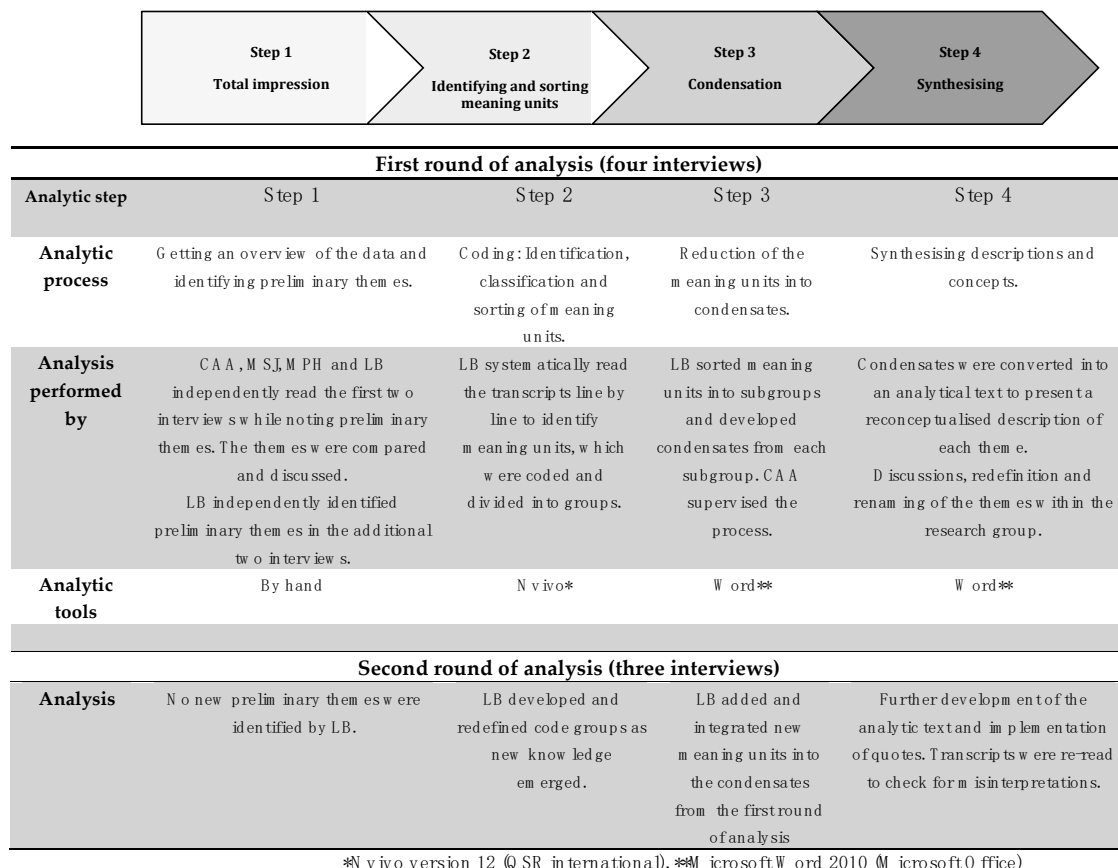 Step 1
Total impression
Step 2
Identifying and sorting
meaning units
Step 3
Condensation
Step 4
Synthesising
First round of analysis (four interviews)
Analytic step
Step 1
Step 2
Step 3
Step 4
Analytic
process
Getting an overview of the data and
identifying preliminary themes.
Coding: Identification,
classification and
sorting of meaning
units.
Reduction of the
meaning units into
condensates.
Synthesising descriptions and
concepts.
Analysis
performed
by
CAA, MSJ, MPH and LB
independently read the first two
interviews while noting preliminary
themes. The themes were compared
and discussed.
LB independently identified
preliminary themes in the additional
two interviews.
LB systematically read
the transcripts line by
line to identify
meaning units, which
were coded and
divided into groups.
LB sorted meaning
units into subgroups
and developed
condensates from each
subgroup. CAA
supervised the
process.
Condensates were converted into
an analytical text to present a
reconceptualised description of
each theme.
Discussions, redefinition and
renaming of the themes within the
research group.
Analytic
tools
By hand
Nvivo*
Word**
Word**
Second round of analysis (three interviews)
Analysis
No new preliminary themes were
identified by LB.
LB developed and
redefined code groups as
new knowledge
emerged.
LB added and
integrated new
meaning units into
the condensates
from the first round
of analysis
Further development of the
analytic text and implementation
of quotes. Transcripts were re-read
to check for misinterpretations.
*Nvivo version 12 (QSR international), **Microsoft Word 2010 (Microsoft Office)